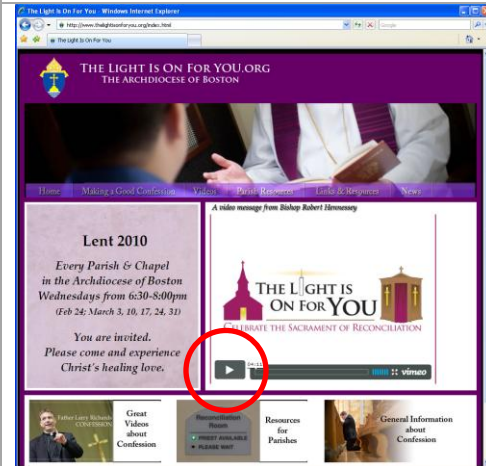 The Light Is On For You - Windows Internet Explorer
http://www.thelightisonforyou.org/index.html
Google
The Light Is On For You
THE LIGHT IS ON FOR YOU.ORG
THE ARCHDIOCESE OF BOSTON
Home Making a Good Confession Videos Parish Resources Links & Resources News
A video message from Bishop Robert Hennessey
Lent 2010
Every Parish & Chapel
in the Archdiocese of Boston
Wednesdays from 6:30-8:00pm
(Feb 24; March 3, 10, 17, 24, 31)
You are invited.
Please come and experience
Christ's healing love.
THE LIGHT IS
ON FOR YOU
CELEBRATE THE SACRAMENT OF RECONCILIATION
vimeo
Father Larry Richards
CONFESSION
Great
Videos
about
Confession
Reconciliation
Room
PRIEST AVAILABLE
PLEASE WAIT
Resources
for
Parishes
General Information
about
Confession